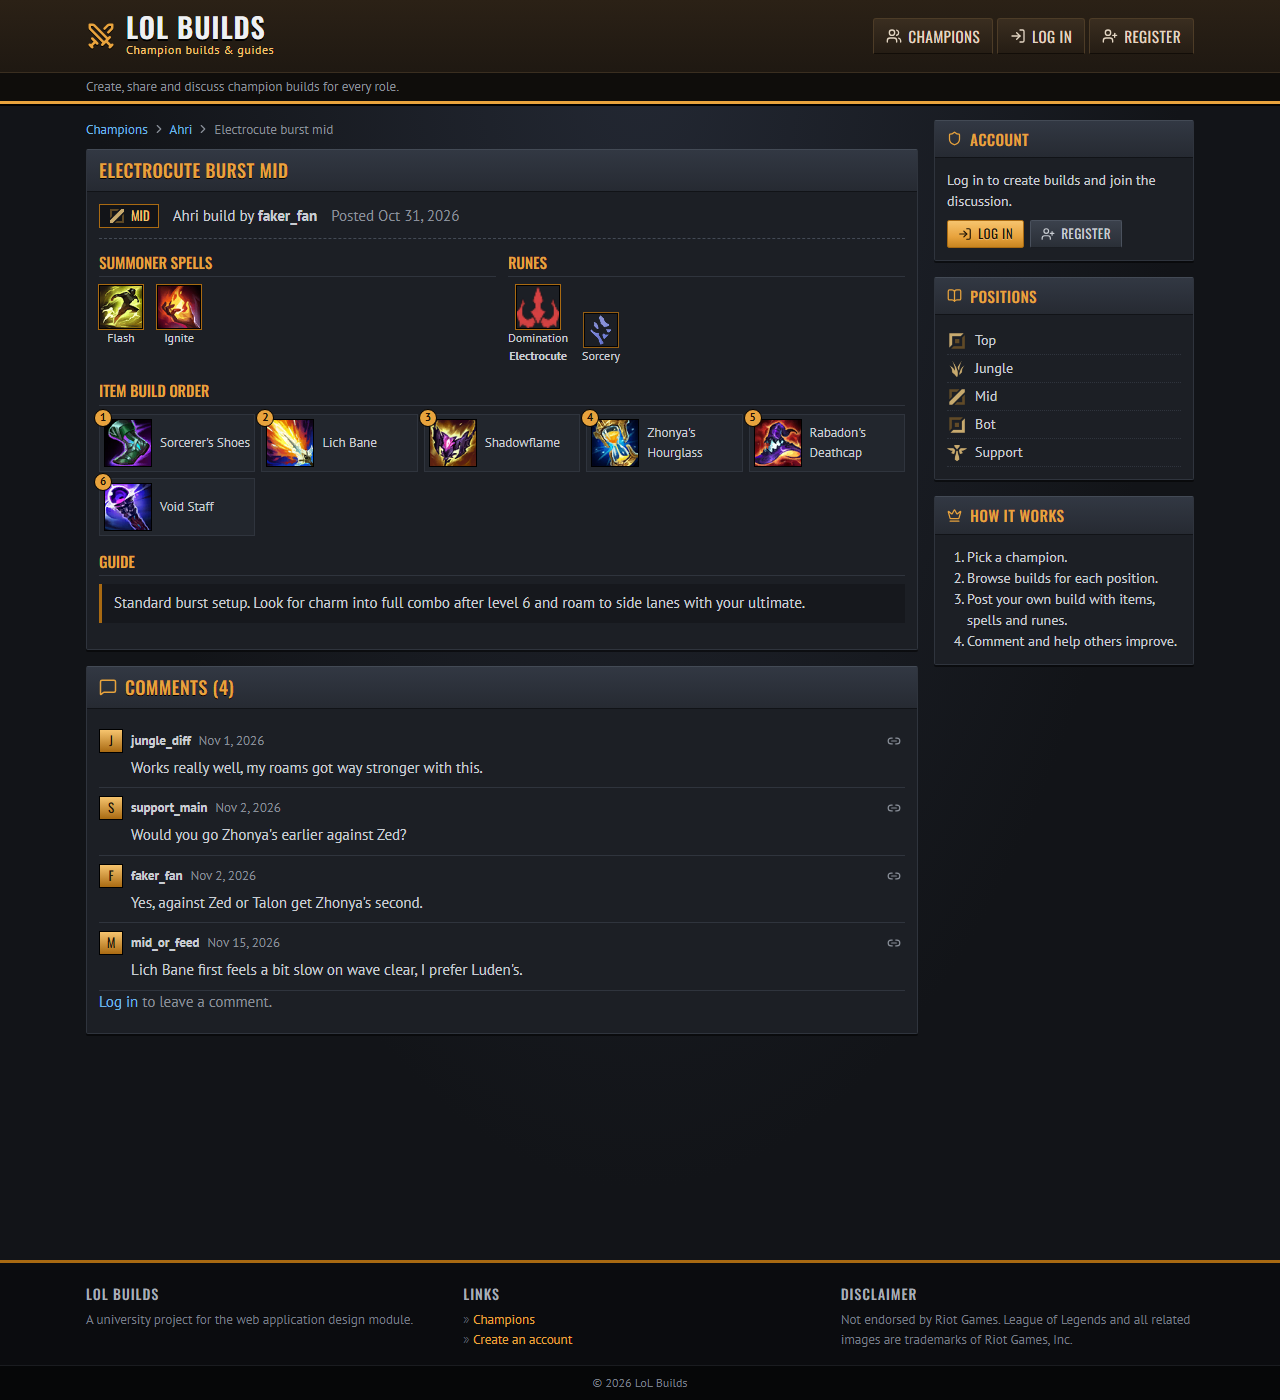 LOL BUILDS
Champion builds & guides
CHAMPIONS
LOG IN
REGISTER
Create, share and discuss champion builds for every role.
Champions > Ahri > Electrocute burst mid
ELECTROCUTE BURST MID
MID
Ahri build by faker_fan
Posted Oct 31, 2026
SUMMONER SPELLS
Flash
Ignite
RUNES
Domination
Electrocute
Sorcery
ITEM BUILD ORDER
1
Sorcerer's Shoes
2
Lich Bane
3
Shadowflame
4
Zhonya's
Hourglass
5
Rabadon's
Deathcap
6
Void Staff
GUIDE
Standard burst setup. Look for charm into full combo after level 6 and roam to side lanes with your ultimate.
COMMENTS (4)
J
jungle_diff Nov 1, 2026
Works really well, my roams got way stronger with this.
S
support_main Nov 2, 2026
Would you go Zhonya's earlier against Zed?
F
faker_fan Nov 2, 2026
Yes, against Zed or Talon get Zhonya's second.
M
mid_or_feed Nov 15, 2026
Lich Bane first feels a bit slow on wave clear, I prefer Luden's.
Log in to leave a comment.
ACCOUNT
Log in to create builds and join the
discussion.
LOG IN
REGISTER
POSITIONS
Top
Jungle
Mid
Bot
Support
HOW IT WORKS
1. Pick a champion.
2. Browse builds for each position.
3. Post your own build with items,
spells and runes.
4. Comment and help others improve.
LOL BUILDS
A university project for the web application design module.
LINKS
» Champions
» Create an account
DISCLAIMER
Not endorsed by Riot Games. League of Legends and all related
images are trademarks of Riot Games, Inc.
© 2026 LoL Builds